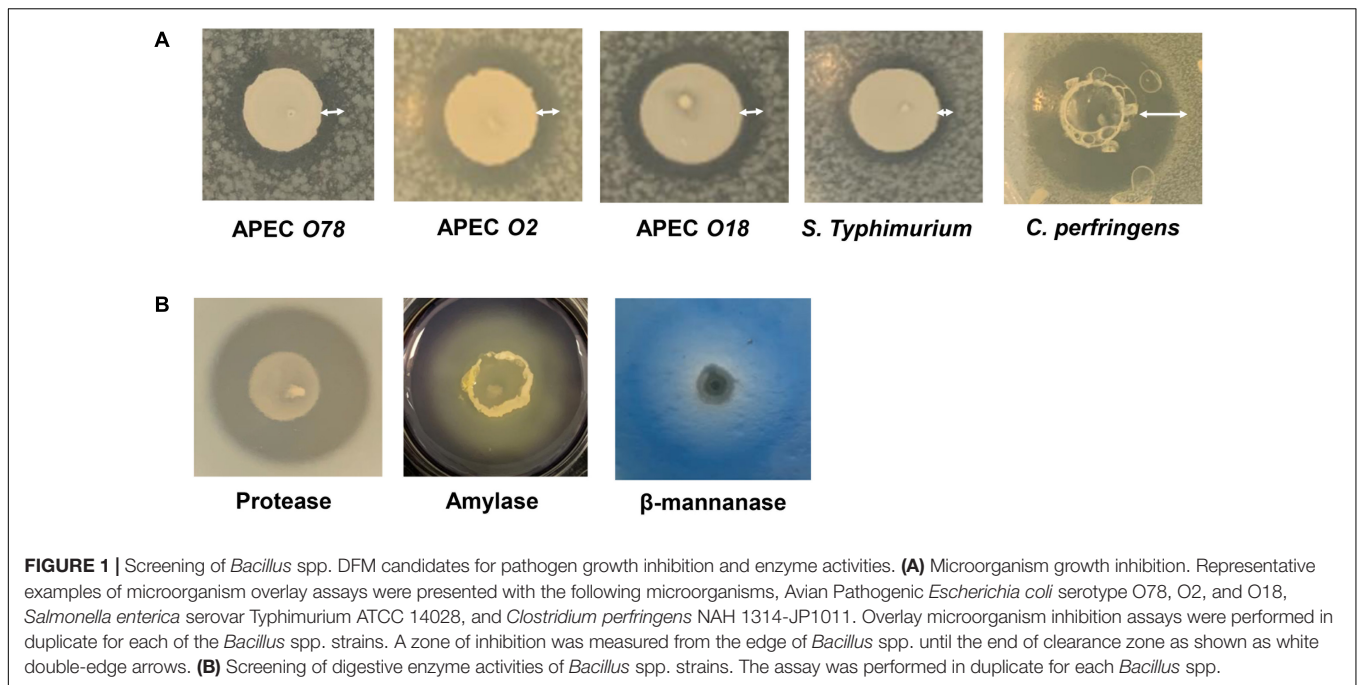 A
APEC O78 APEC O2 APEC O18 S. Typhimurium C. perfringens
B
Protease Amylase β-mannanase
FIGURE 1 | Screening of Bacillus spp. DFM candidates for pathogen growth inhibition and enzyme activities. (A) Microorganism growth inhibition. Representative
examples of microorganism overlay assays were presented with the following microorganisms, Avian Pathogenic Escherichia coli serotype O78, O2, and O18,
Salmonella enterica serovar Typhimurium ATCC 14028, and Clostridium perfringens NAH 1314-JP1011. Overlay microorganism inhibition assays were performed in
duplicate for each of the Bacillus spp. strains. A zone of inhibition was measured from the edge of Bacillus spp. until the end of clearance zone as shown as white
double-edge arrows. (B) Screening of digestive enzyme activities of Bacillus spp. strains. The assay was performed in duplicate for each Bacillus spp.